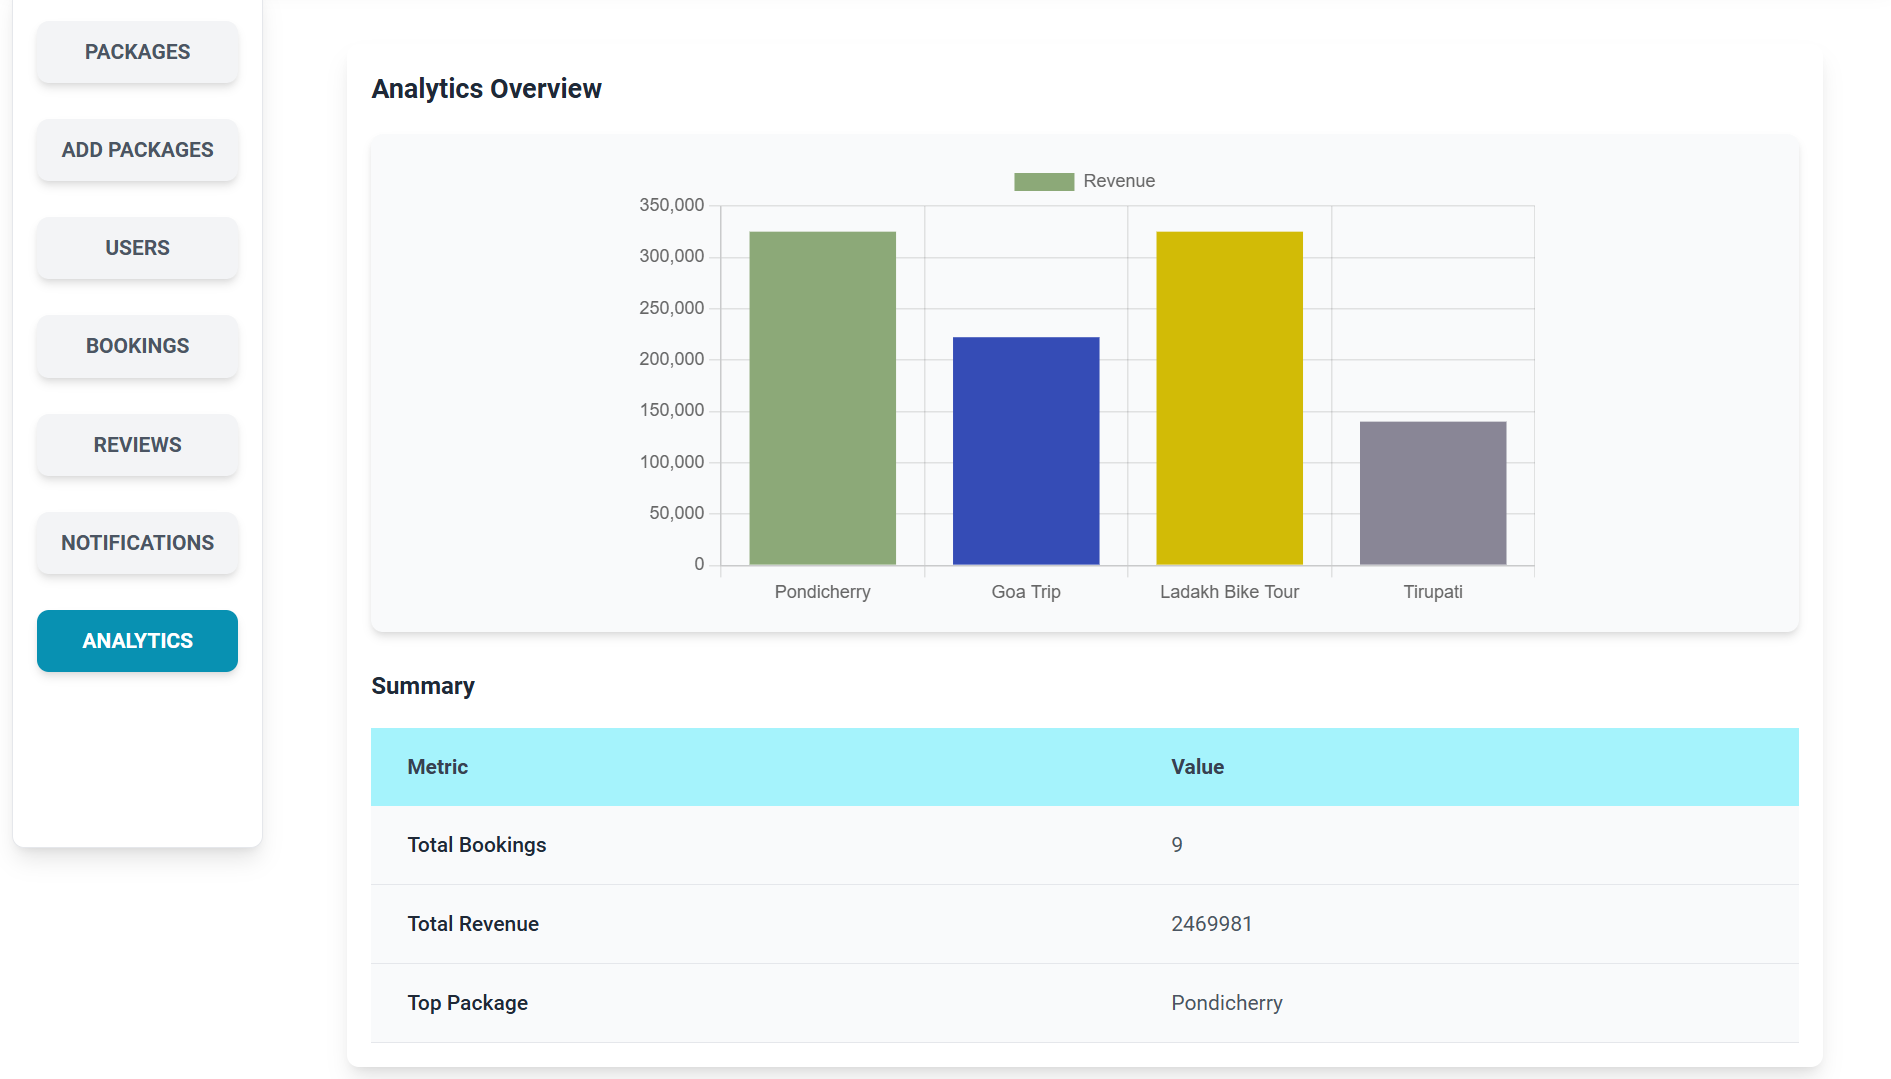 PACKAGES
ADD PACKAGES
USERS
BOOKINGS
REVIEWS
NOTIFICATIONS
ANALYTICS
Analytics Overview
Revenue
350,000
300,000
250,000
200,000
150,000
100,000
50,000
0
Pondicherry Goa Trip Ladakh Bike Tour Tirupati
Summary
Metric Value
Total Bookings 9
Total Revenue 2469981
Top Package Pondicherry